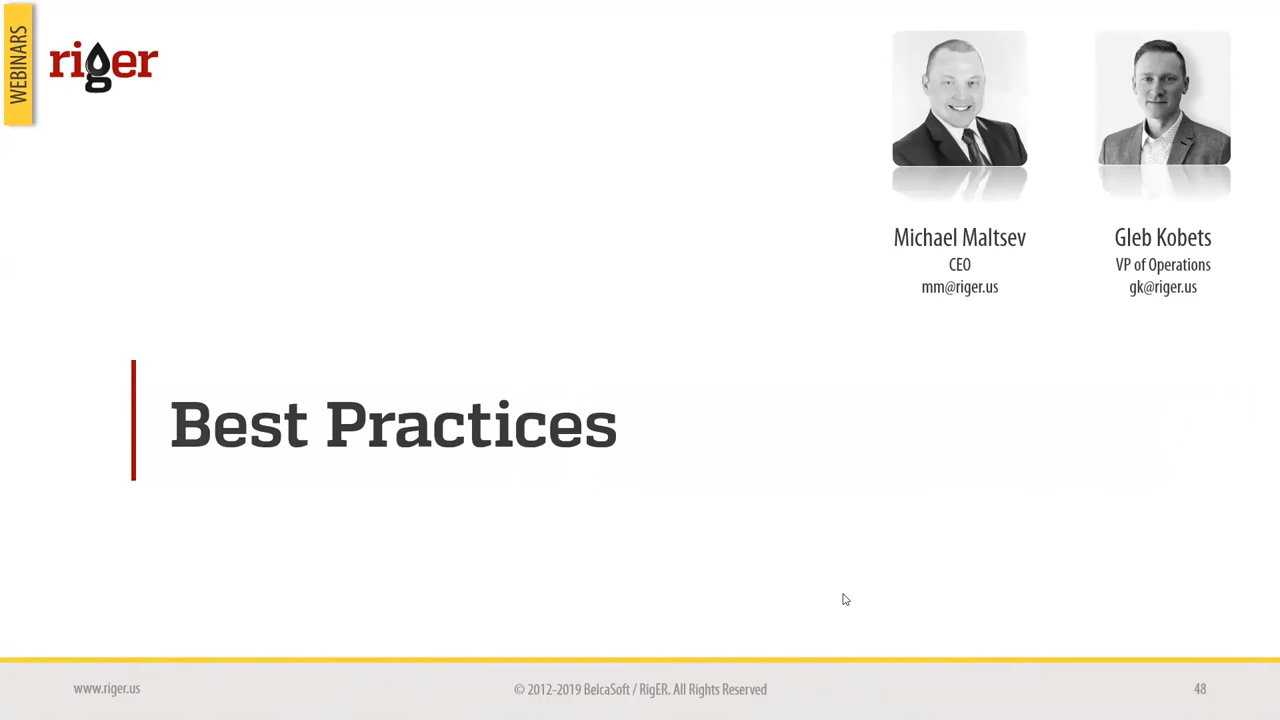 WEBINARS
riger
Michael Maltsev
CEO
mm@riger.us
Gleb Kobets
VP of Operations
gk@riger.us
Best Practices
www.riger.us
© 2012-2019 BelcaSoft / RigER. All Rights Reserved
48